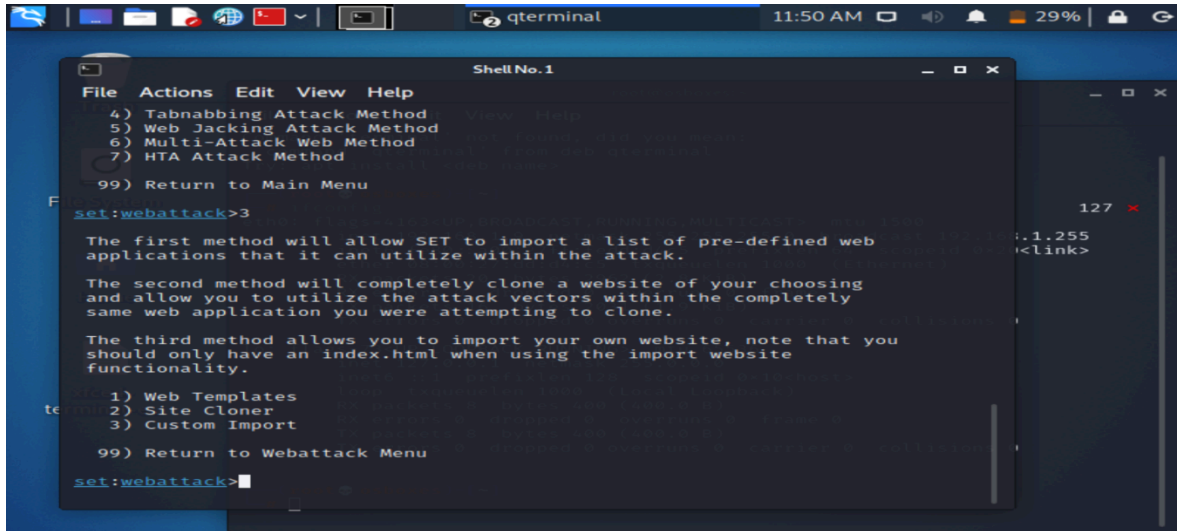 qterminal 11:50 AM 29%
Shell No. 1
File Actions Edit View Help
4) Tabnabbing Attack Method
5) Web Jacking Attack Method
6) Multi-Attack Web Method
7) HTA Attack Method
99) Return to Main Menu
set:webattack>3
127
The first method will allow SET to import a list of pre-defined web
applications that it can utilize within the attack.
.1.255
<link>
The second method will completely clone a website of your choosing
and allow you to utilize the attack vectors within the completely
same web application you were attempting to clone.
The third method allows you to import your own website, note that you
should only have an index.html when using the import website
functionality.
1) Web Templates
2) Site Cloner
3) Custom Import
99) Return to Webattack Menu
set:webattack>